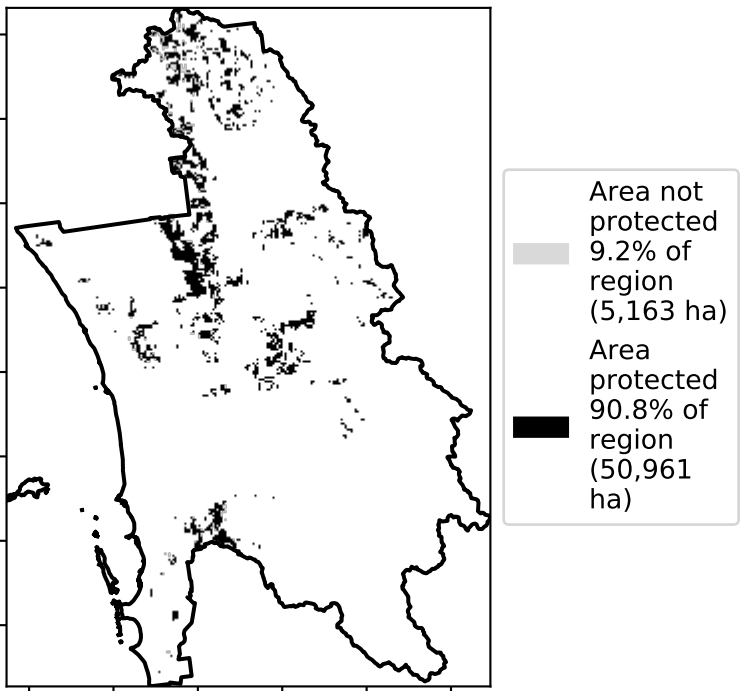 Area not
protected
9.2% of
region
(5,163 ha)
Area
protected
90.8% of
region
(50,961
ha)